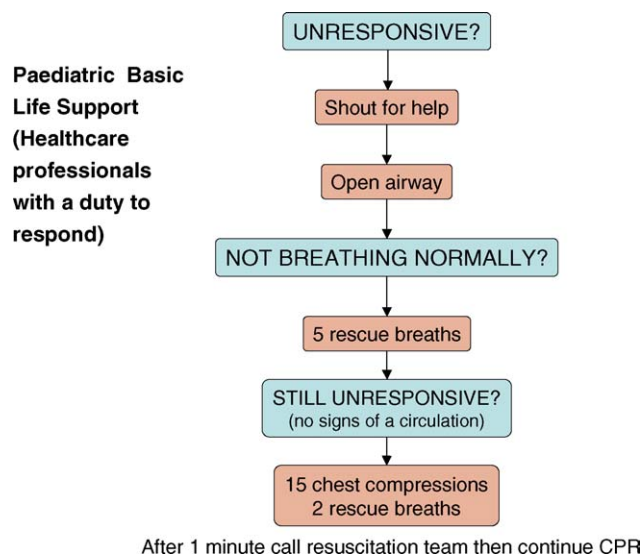 Paediatric Basic
Life Support
(Healthcare
professionals
with a duty to
respond)
UNRESPONSIVE?
Shout for help
Open airway
NOT BREATHING NORMALLY?
5 rescue breaths
STILL UNRESPONSIVE?
(no signs of a circulation)
15 chest compressions
2 rescue breaths
After 1 minute call resuscitation team then continue CPR